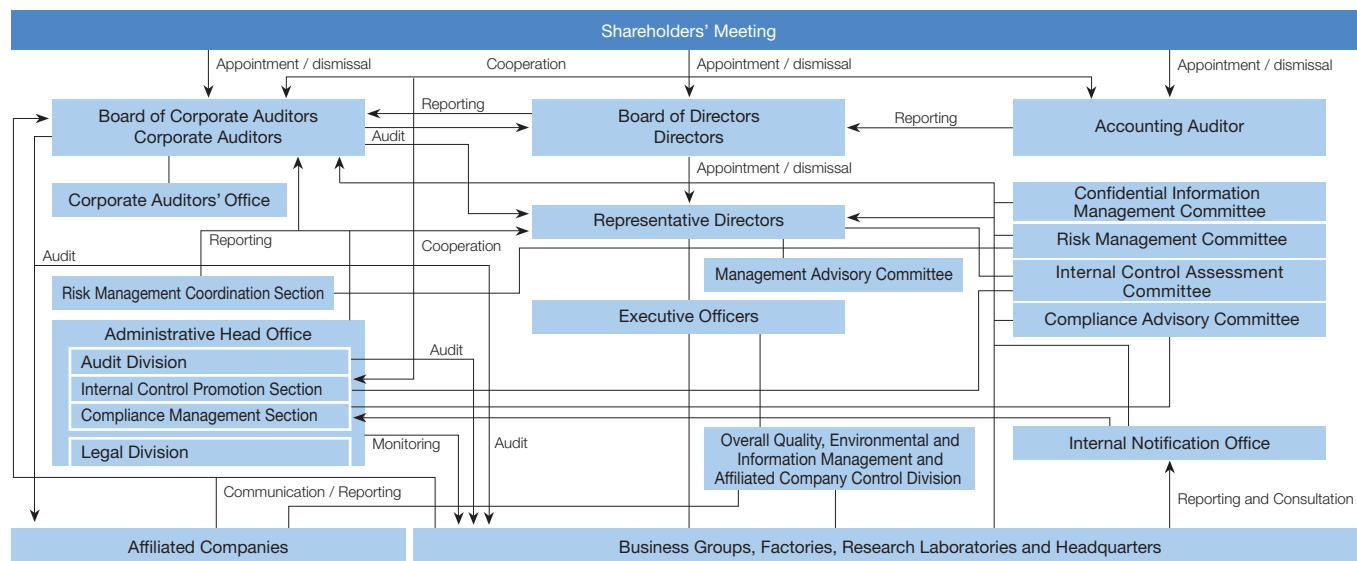 Shareholders' Meeting
Appointment / dismissal
Cooperation
Appointment / dismissal
Appointment / dismissal
Board of Corporate Auditors
Corporate Auditors
Reporting
Audit
Board of Directors
Directors
Reporting
Accounting Auditor
Appointment / dismissal
Corporate Auditors' Office
Representative Directors
Confidential Information
Management Committee
Reporting
Cooperation
Risk Management Committee
Audit
Management Advisory Committee
Internal Control Assessment
Committee
Risk Management Coordination Section
Executive Officers
Compliance Advisory Committee
Administrative Head Office
Audit Division
Audit
Internal Control Promotion Section
Compliance Management Section
Legal Division
Monitoring
Audit
Overall Quality, Environmental and
Information Management and
Affiliated Company Control Division
Internal Notification Office
Communication / Reporting
Reporting and Consultation
Affiliated Companies
Business Groups, Factories, Research Laboratories and Headquarters